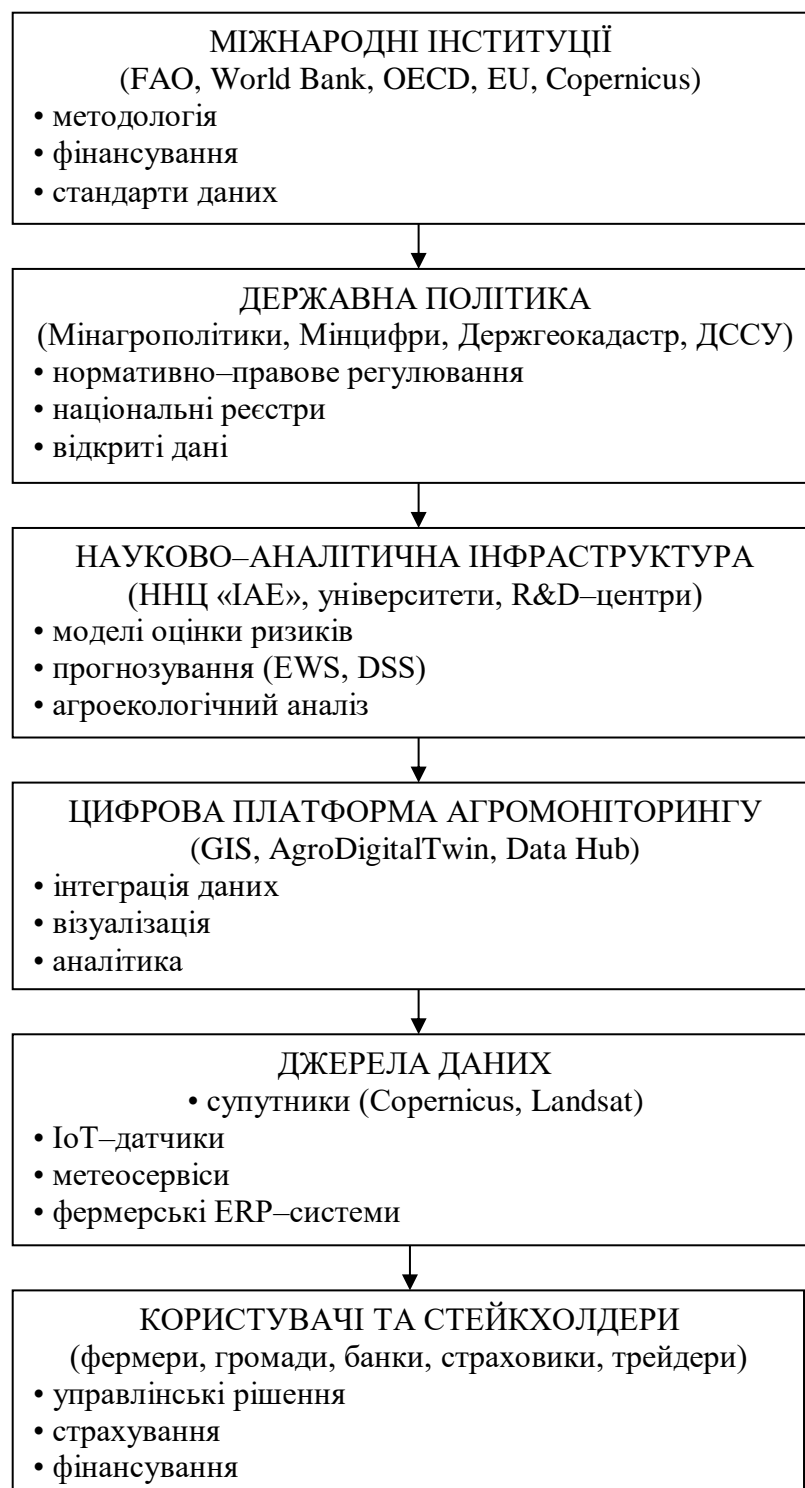 МІЖНАРОДНІ ІНСТИТУЦІЇ
(FAO, World Bank, OECD, EU, Copernicus)
• методологія
• фінансування
• стандарти даних
ДЕРЖАВНА ПОЛІТИКА
(Мінагрополітики, Мінцифри, Держгеокадастр, ДССУ)
• нормативно–правове регулювання
• національні реєстри
• відкриті дані
НАУКОВО–АНАЛІТИЧНА ІНФРАСТРУКТУРА
(ННЦ «ІАЕ», університети, R&D–центри)
• моделі оцінки ризиків
• прогнозування (EWS, DSS)
• агроекологічний аналіз
ЦИФРОВА ПЛАТФОРМА АГРОМОНІТОРИНГУ
(GIS, AgroDigitalTwin, Data Hub)
• інтеграція даних
• візуалізація
• аналітика
ДЖЕРЕЛА ДАНИХ
• супутники (Copernicus, Landsat)
• IoT–датчики
• метеосервіси
• фермерські ERP–системи
КОРИСТУВАЧІ ТА СТЕЙКХОЛДЕРИ
(фермери, громади, банки, страховики, трейдери)
• управлінські рішення
• страхування
• фінансування